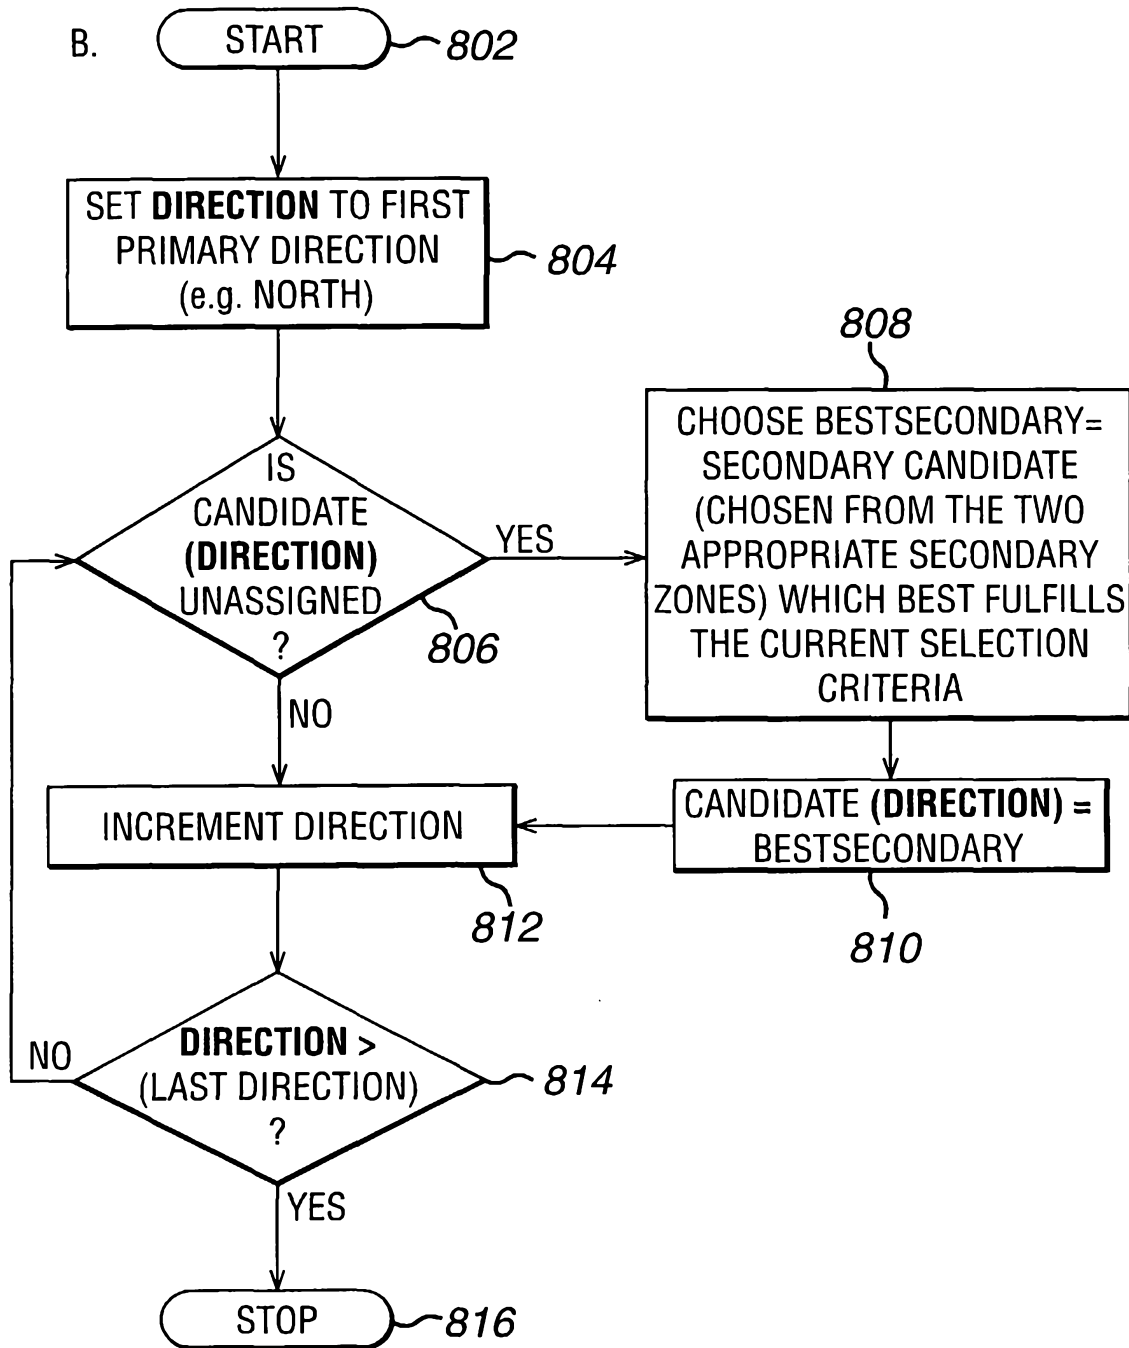 B.
START
802
SET DIRECTION TO FIRST
PRIMARY DIRECTION
(e.g. NORTH)
804
IS
CANDIDATE
(DIRECTION)
UNASSIGNED
?
806
YES
NO
808
CHOOSE BESTSECONDARY=
SECONDARY CANDIDATE
(CHOSEN FROM THE TWO
APPROPRIATE SECONDARY
ZONES) WHICH BEST FULFILLS
THE CURRENT SELECTION
CRITERIA
CANDIDATE (DIRECTION) =
BESTSECONDARY
810
INCREMENT DIRECTION
812
DIRECTION >
(LAST DIRECTION)
?
814
NO
YES
STOP
816